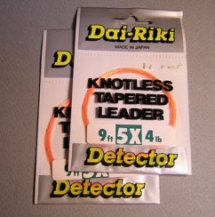 Dai-Riki
MADE IN JAPAN
KNOTLESS
TAPERED
LEADER
9ft 5X 4lb
Detector
Detector